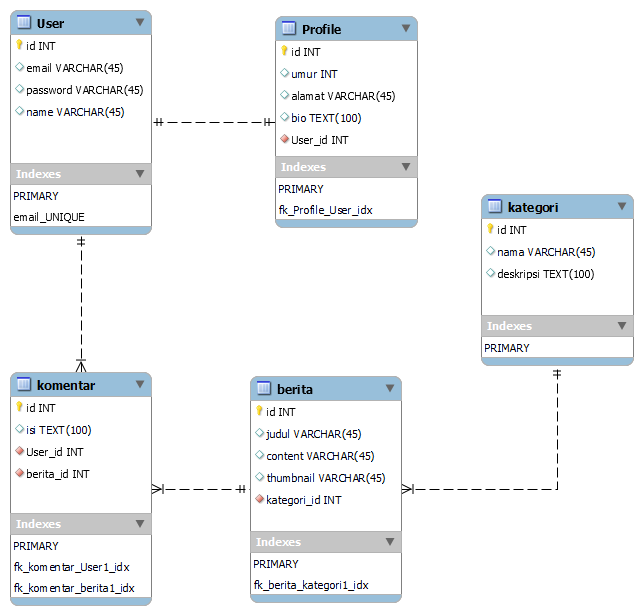 User
id INT
email VARCHAR(45)
password VARCHAR(45)
name VARCHAR(45)
Indexes
PRIMARY
email_UNIQUE
Profile
id INT
umur INT
alamat VARCHAR(45)
bio TEXT(100)
User_id INT
Indexes
PRIMARY
fk_Profile_User_idx
kategori
id INT
nama VARCHAR(45)
deskripsi TEXT(100)
Indexes
PRIMARY
komentar
id INT
isi TEXT(100)
User_id INT
berita_id INT
Indexes
PRIMARY
fk_komentar_User1_idx
fk_komentar_berita1_idx
berita
id INT
judul VARCHAR(45)
content VARCHAR(45)
thumbnail VARCHAR(45)
kategori_id INT
Indexes
PRIMARY
fk_berita_kategori1_idx